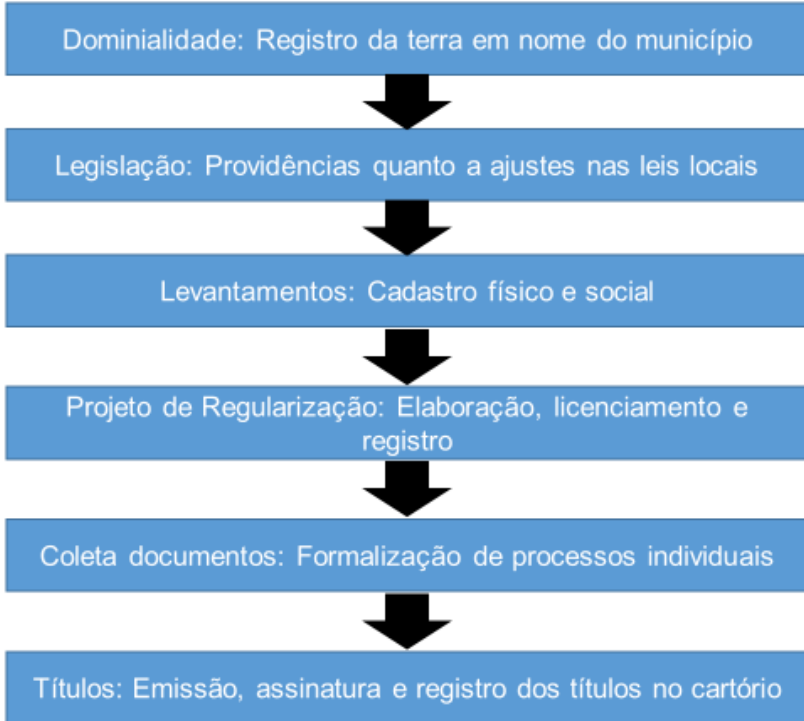 Dominialidade: Registro da terra em nome do município
Legislação: Providências quanto a ajustes nas leis locais
Levantamentos: Cadastro físico e social
Projeto de Regularização: Elaboração, licenciamento e
registro
Coleta documentos: Formalização de processos individuais
Títulos: Emissão, assinatura e registro dos títulos no cartório